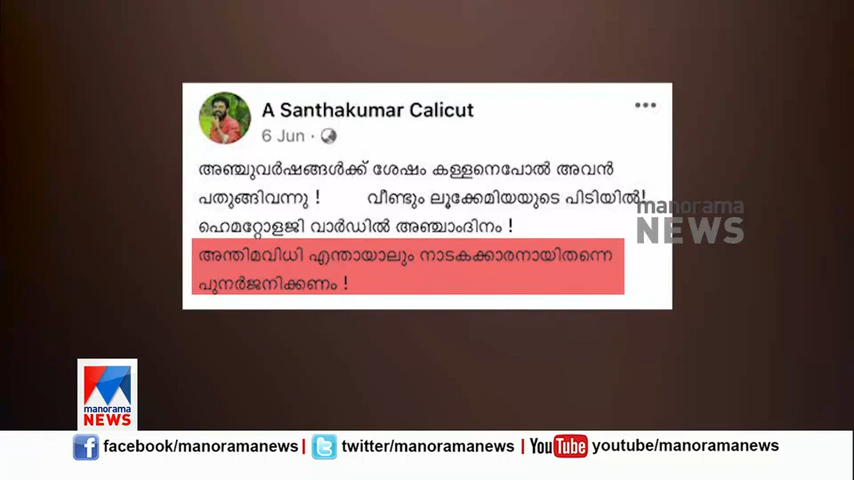 A Santhakumar Calicut
6 Jun ·
അഞ്ചുവർഷങ്ങൾക്ക് ശേഷം കള്ളനെപോൽ അവൻ
പതുങ്ങിവന്നു ! വീണ്ടും ലൂക്കേമിയയുടെ പിടിയിൽ!
ഹെമറ്റോളജി വാർഡിൽ അഞ്ചാംദിനം !
അന്തിമവിധി എന്തായാലും നാടകക്കാരനായിതന്നെ
പുനർജനിക്കണം !
manorama
NEWS
manorama
NEWS
facebook/manoramanews | twitter/manoramanews | YouTube youtube/manoramanews